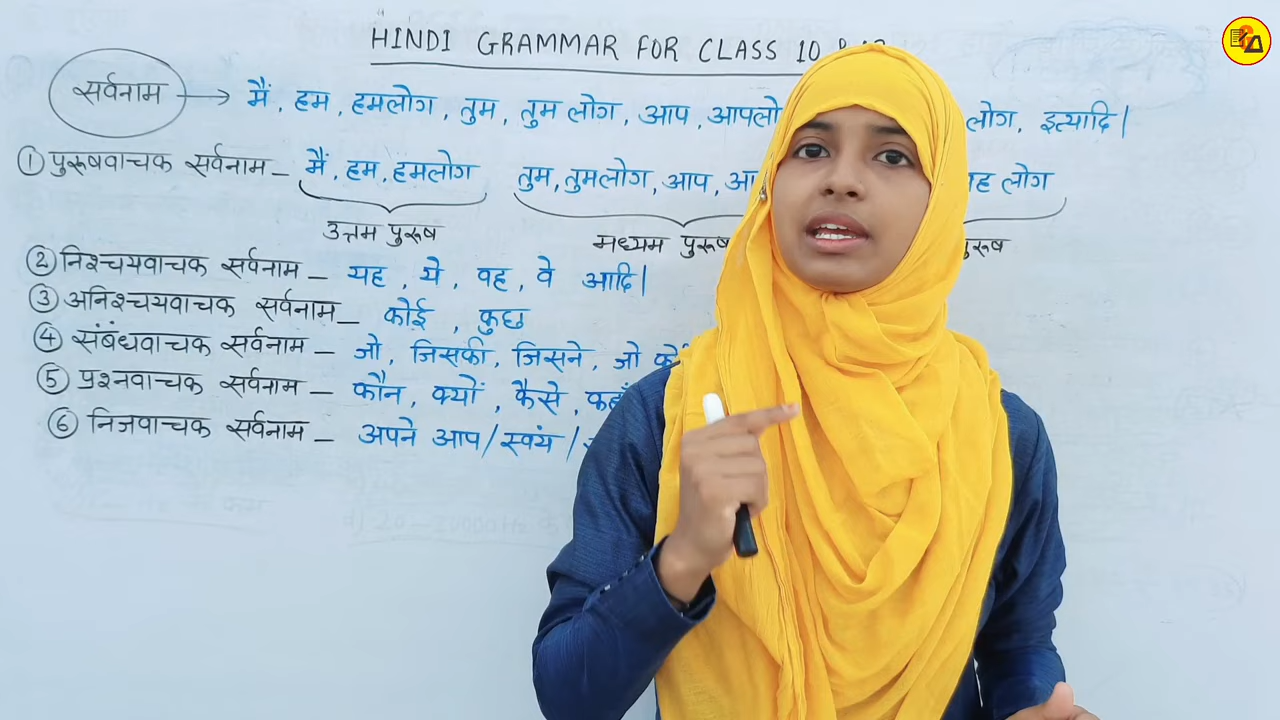 HINDI GRAMMAR FOR CLASS 10
सर्वनाम → मैं, हम, हमलोग, तुम, तुम लोग, आप, आपलो लोग, इत्यादि|
① पुरूषवाचक सर्वनाम – मैं, हम, हमलोग तुम, तुमलोग, आप, आ वह लोग
उत्तम पुरूष मध्यम पुरूष पुरूष
② निश्चयवाचक सर्वनाम – यह, ये, वह, वे आदि|
③ अनिश्चयवाचक सर्वनाम – कोई, कुछ
④ संबंधवाचक सर्वनाम – जो, जिसकी, जिसने, जो
⑤ प्रश्नवाचक सर्वनाम – कौन, क्यों, कैसे, कहाँ
⑥ निजवाचक सर्वनाम – अपने आप/स्वयं/